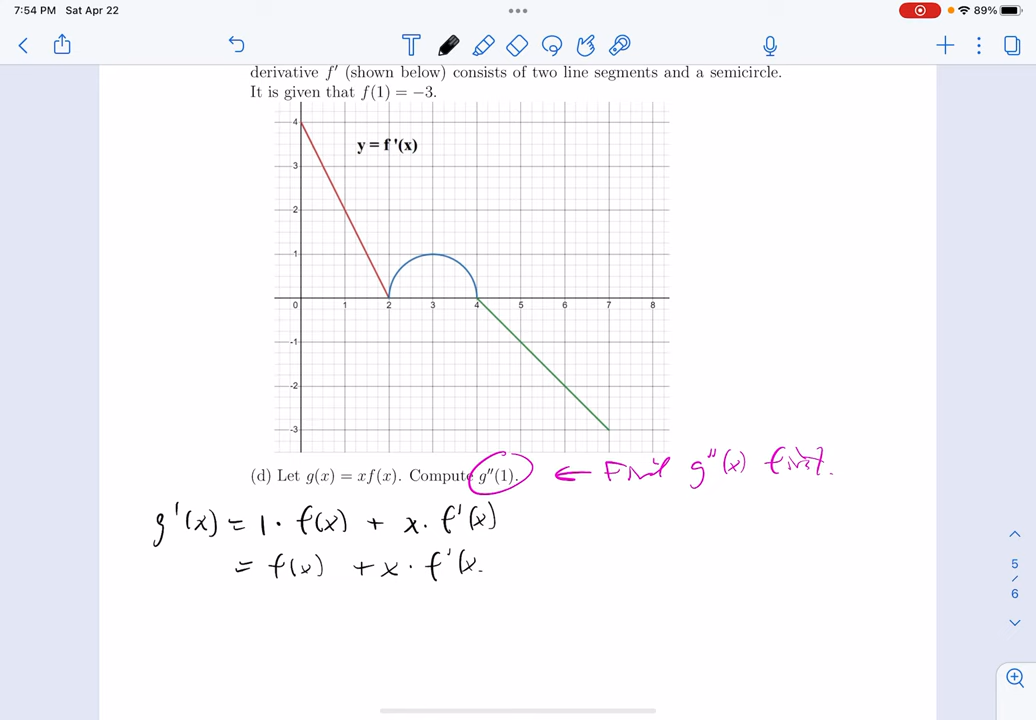 7:54 PM Sat Apr 22
89%
T
derivative f′ (shown below) consists of two line segments and a semicircle.
It is given that f(1) = −3.
y = f '(x)
4
3
2
1
0 1 2 3 4 5 6 7 8
-1
-2
-3
(d) Let g(x) = xf(x). Compute g″(1). ← Find g″(x) first.
g'(x) = 1 · f(x) + x · f'(x)
= f(x) + x · f'(x
5
/
6